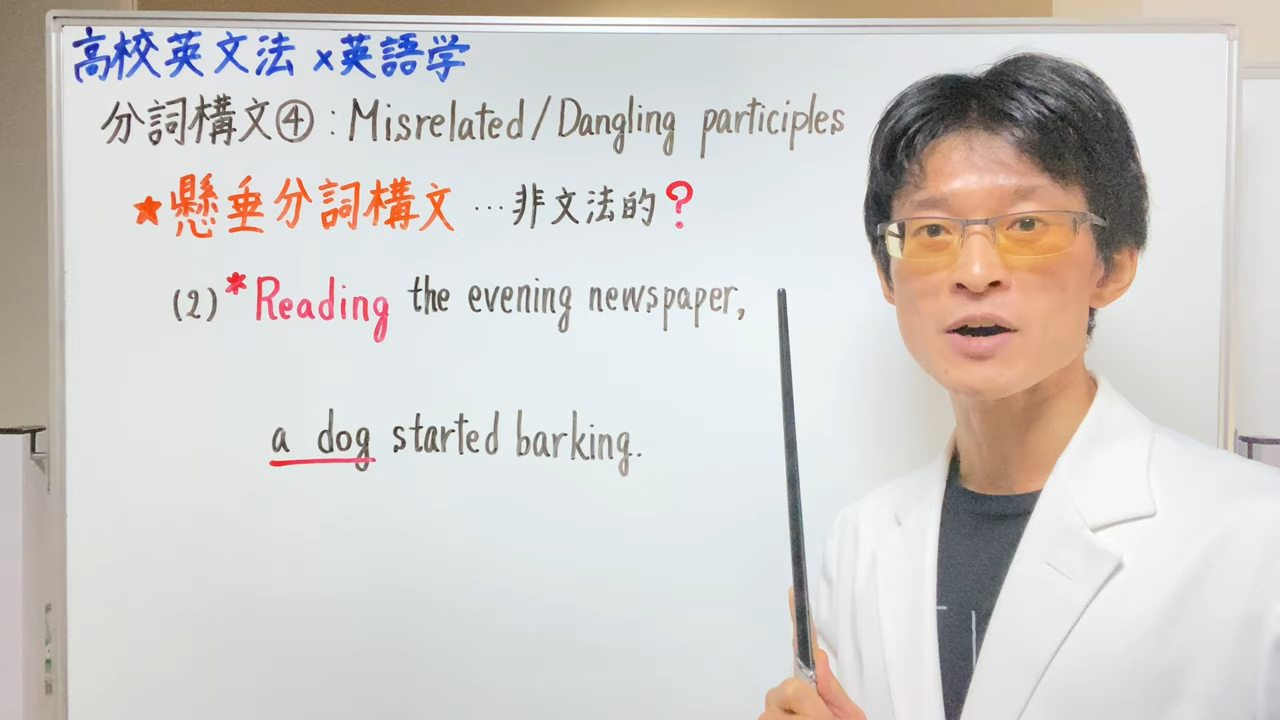 高校英文法×英語学
分詞構文④:Misrelated/Dangling participles
★懸垂分詞構文…非文法的?
(2)*Reading the evening newspaper,
a dog started barking.